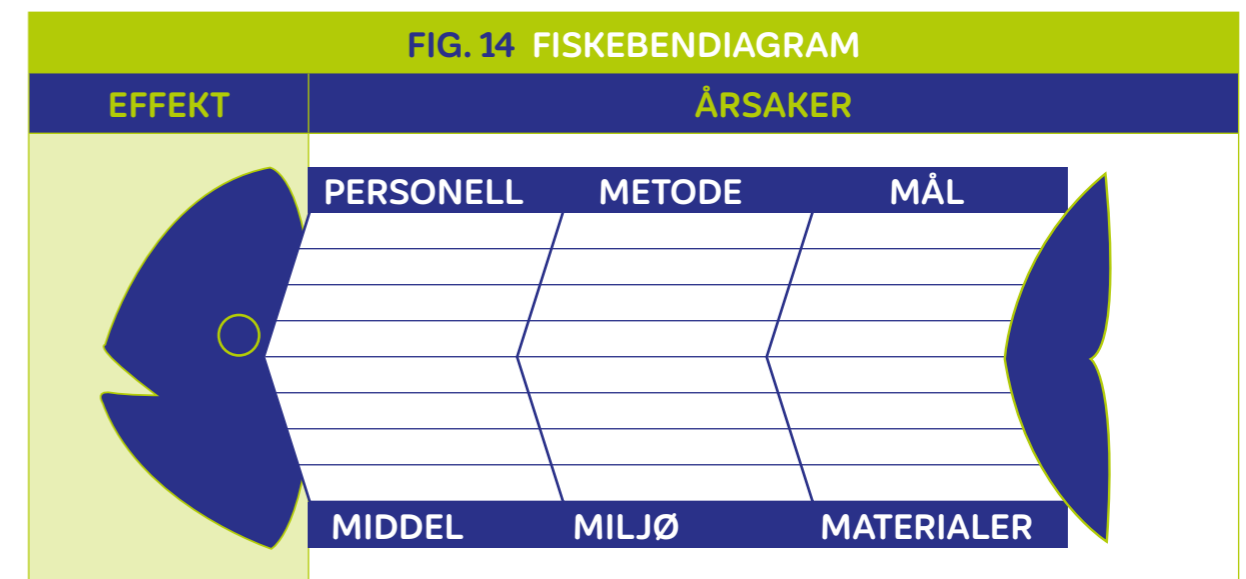 FIG. 14 FISKEBENDIAGRAM
EFFEKT ÅRSAKER
PERSONELL METODE MÅL
MIDDEL MILJØ MATERIALER